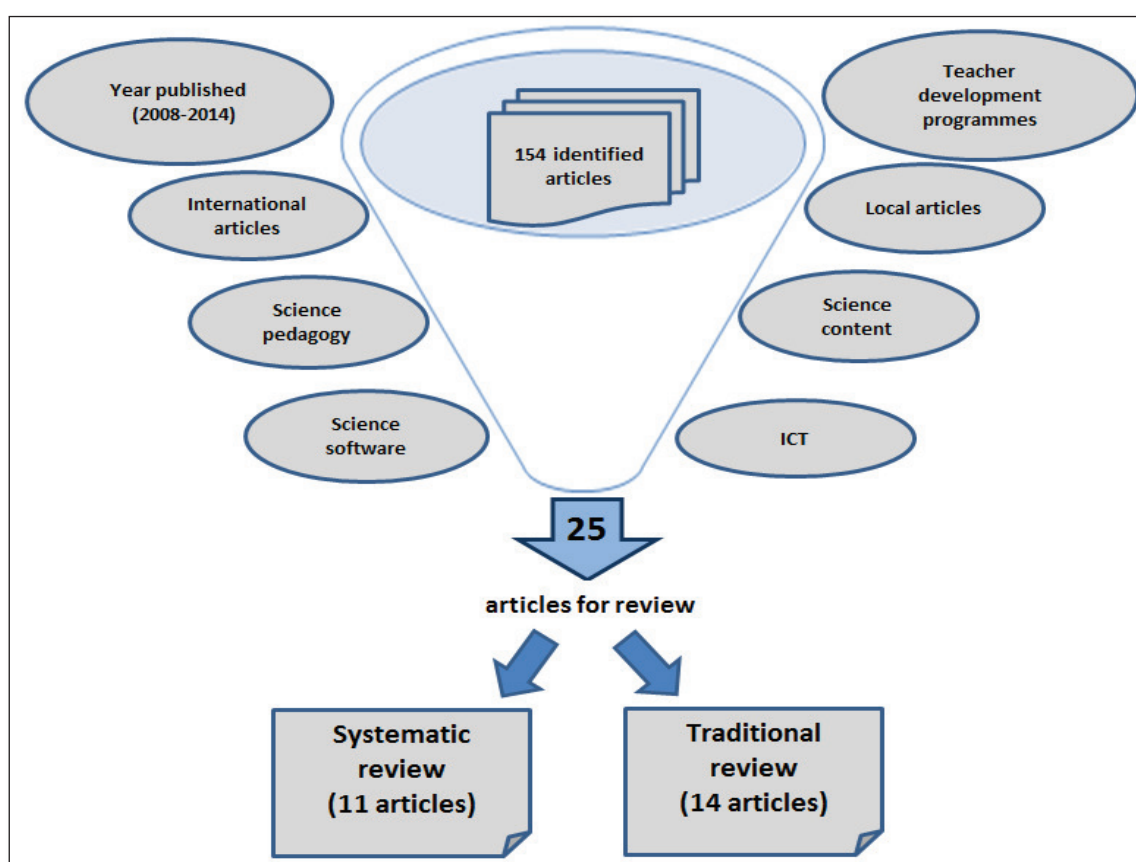 Year published
(2008-2014)
Teacher
development
programmes
154 identified
articles
International
articles
Local articles
Science
pedagogy
Science
content
Science
software
ICT
25
articles for review
Systematic
review
(11 articles)
Traditional
review
(14 articles)